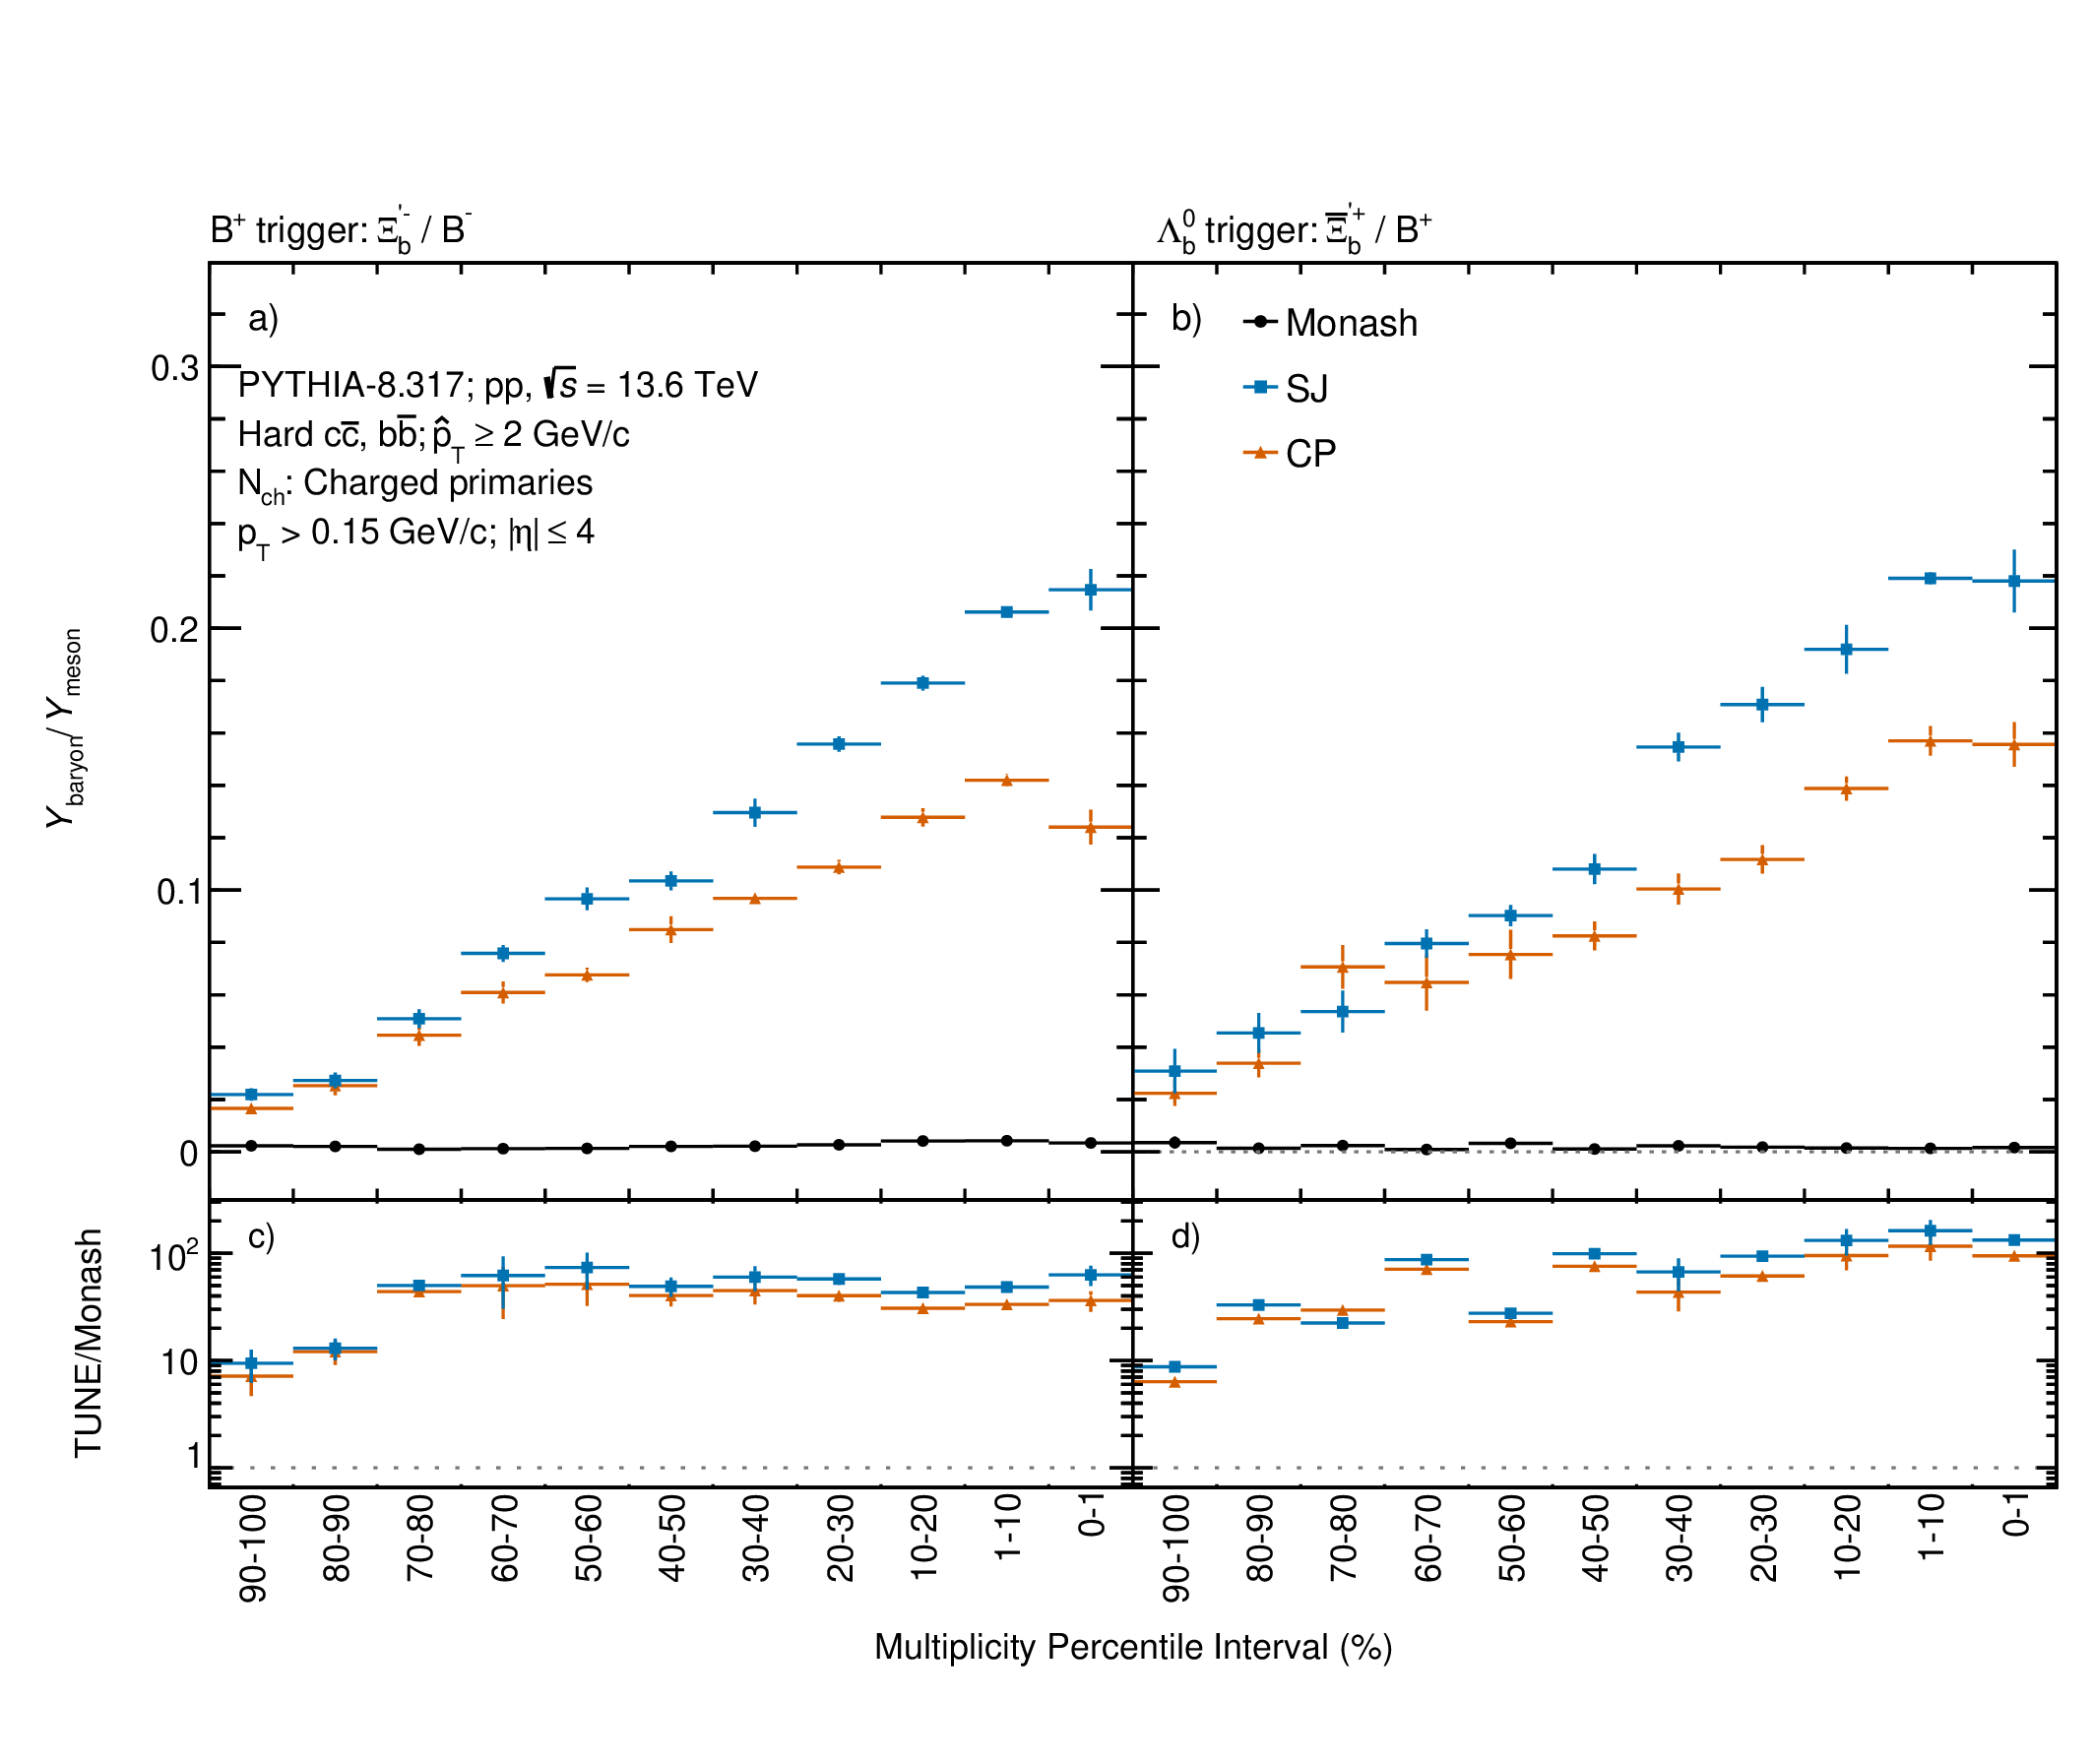 B⁺ trigger: Ξ'_b⁻ / B⁻
Λ_b⁰ trigger: Ξ̅'_b⁺ / B⁺
a)
PYTHIA-8.317; pp, √s = 13.6 TeV
Hard cc̅, bb̅; p̂_T ≥ 2 GeV/c
N_ch: Charged primaries
p_T > 0.15 GeV/c; |η| ≤ 4
b)
Monash
SJ
CP
0.3
0.2
0.1
0
Y_baryon / Y_meson
c)
d)
10²
10
1
TUNE/Monash
90-100
80-90
70-80
60-70
50-60
40-50
30-40
20-30
10-20
1-10
0-1
90-100
80-90
70-80
60-70
50-60
40-50
30-40
20-30
10-20
1-10
0-1
Multiplicity Percentile Interval (%)